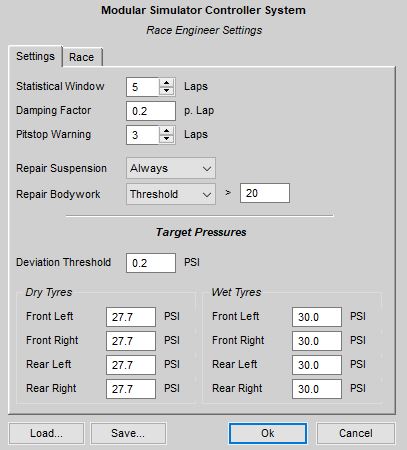 Modular Simulator Controller System
Race Engineer Settings
Settings Race
Statistical Window 5 Laps
Damping Factor 0.2 p. Lap
Pitstop Warning 3 Laps
Repair Suspension Always
Repair Bodywork Threshold > 20
Target Pressures
Deviation Threshold 0.2 PSI
Dry Tyres Wet Tyres
Front Left 27.7 PSI Front Left 30.0 PSI
Front Right 27.7 PSI Front Right 30.0 PSI
Rear Left 27.7 PSI Rear Left 30.0 PSI
Rear Right 27.7 PSI Rear Right 30.0 PSI
Load... Save... Ok Cancel